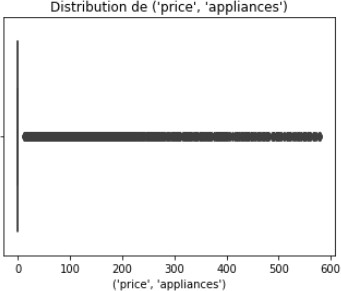 Distribution de ('price', 'appliances')
0 100 200 300 400 500 600
('price', 'appliances')